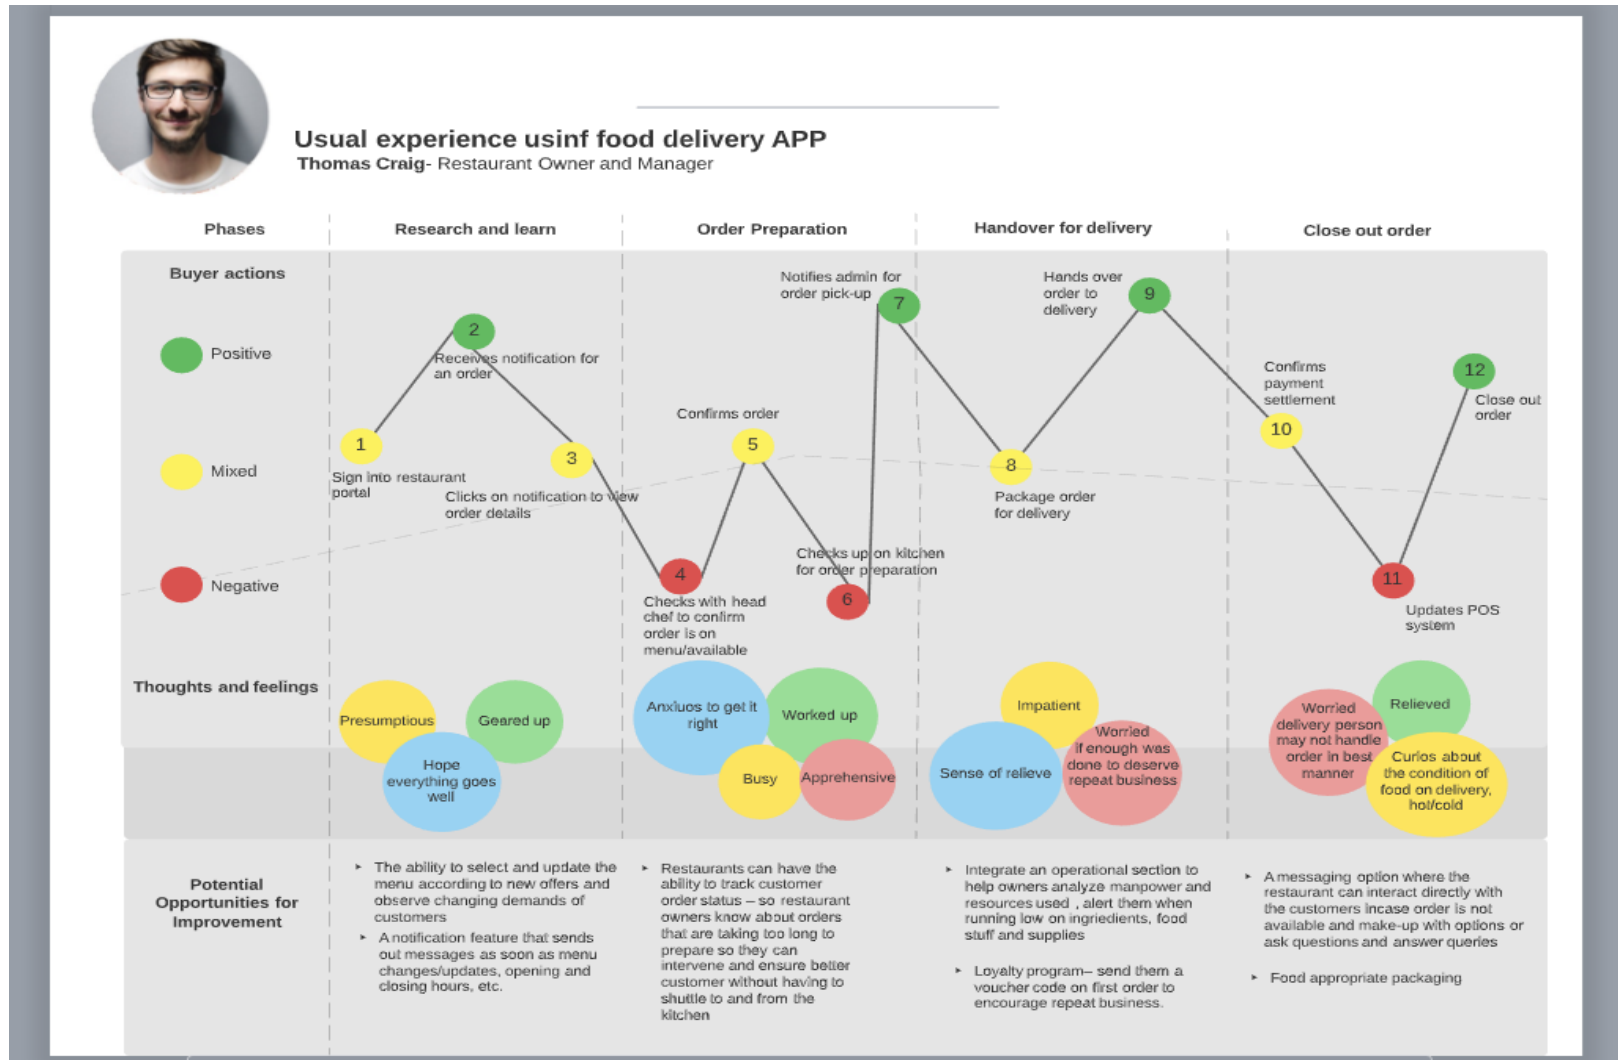 Usual experience usinf food delivery APP
Thomas Craig- Restaurant Owner and Manager
Phases
Research and learn
Order Preparation
Handover for delivery
Close out order
Buyer actions
Positive
Mixed
Negative
1
Sign into restaurant
portal
2
Receives notification for
an order
3
Clicks on notification to view
order details
4
Checks with head
chef to confirm
order is on
menu/available
5
Confirms order
6
Checks up on kitchen
for order preparation
7
Notifies admin for
order pick-up
8
Package order
for delivery
9
Hands over
order to
delivery
10
Confirms
payment
settlement
11
Updates POS
system
12
Close out
order
Thoughts and feelings
Presumptious
Geared up
Hope
everything goes
well
Anxiuos to get it
right
Worked up
Busy
Apprehensive
Impatient
Sense of relieve
Worried
if enough was
done to deserve
repeat business
Worried
delivery person
may not handle
order in best
manner
Relieved
Curios about
the condition of
food on delivery,
hot/cold
Potential
Opportunities for
Improvement
➤ The ability to select and update the
menu according to new offers and
observe changing demands of
customers
➤ A notification feature that sends
out messages as soon as menu
changes/updates, opening and
closing hours, etc.
➤ Restaurants can have the
ability to track customer
order status – so restaurant
owners know about orders
that are taking too long to
prepare so they can
intervene and ensure better
customer without having to
shuttle to and from the
kitchen
➤ Integrate an operational section to
help owners analyze manpower and
resources used , alert them when
running low on ingriedients, food
stuff and supplies
➤ Loyalty program– send them a
voucher code on first order to
encourage repeat business.
➤ A messaging option where the
restaurant can interact directly with
the customers incase order is not
available and make-up with options or
ask questions and answer queries
➤ Food appropriate packaging